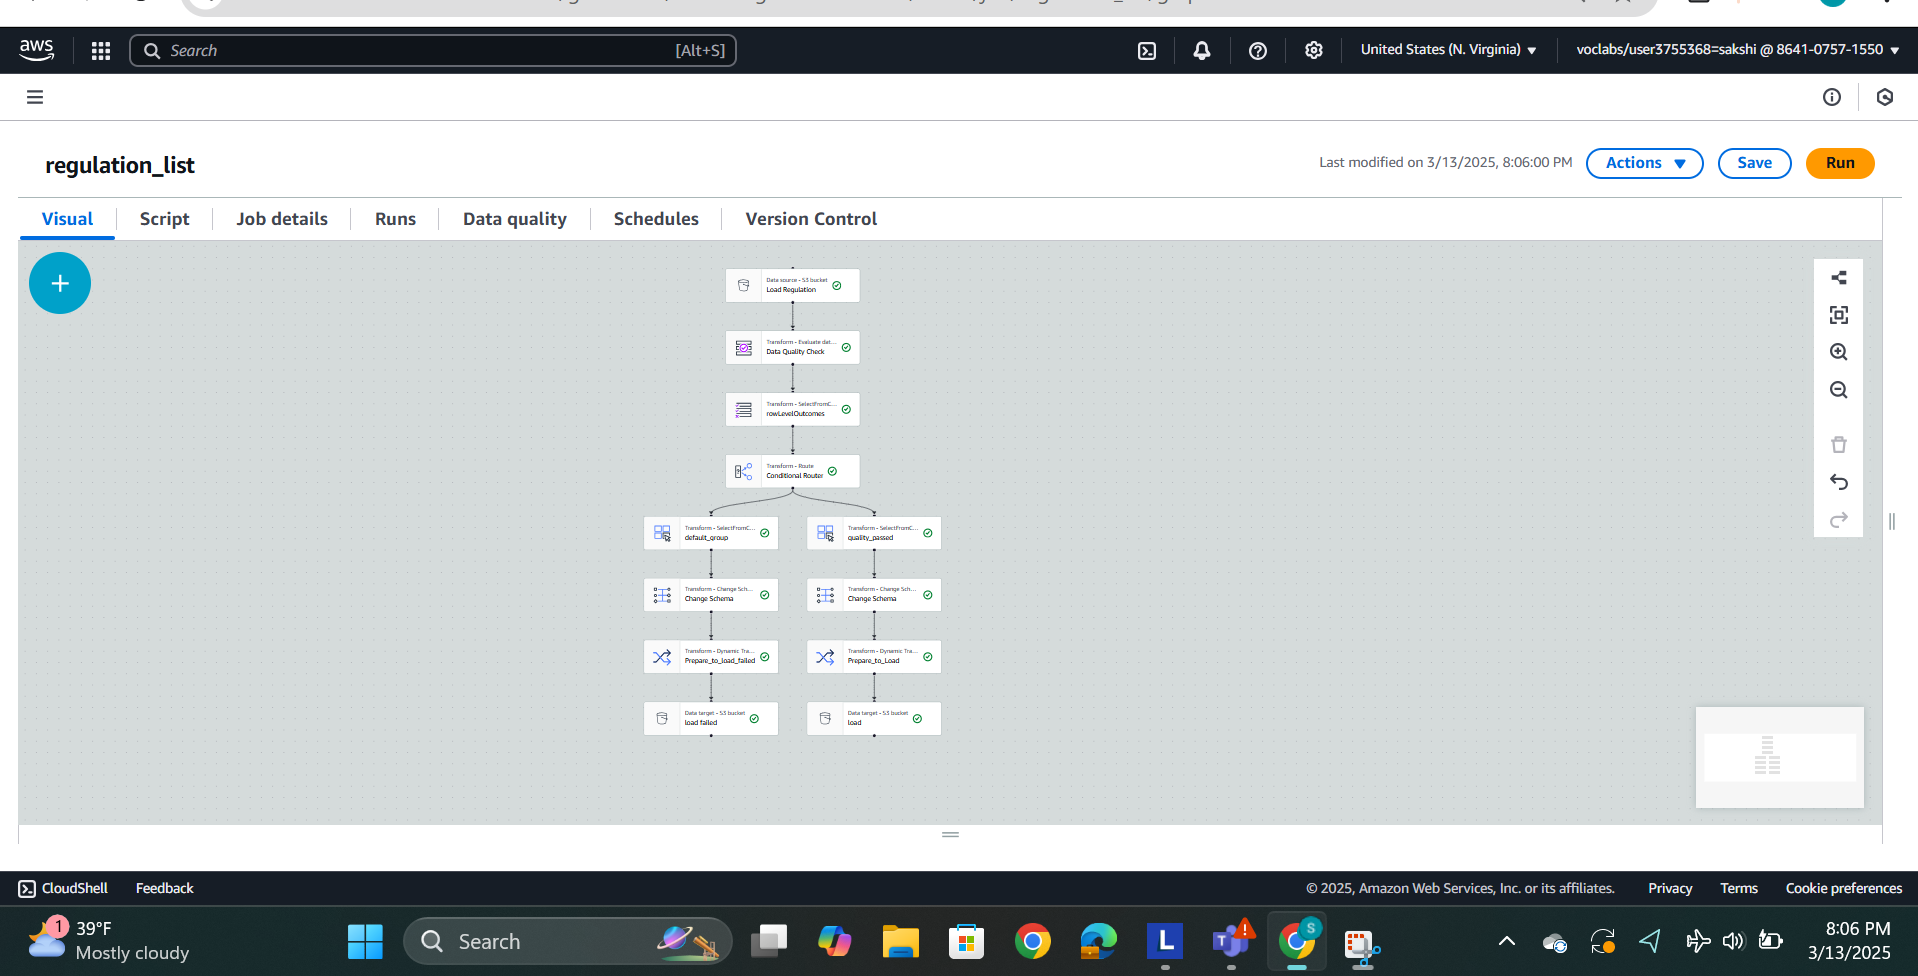 aws
Search
[Alt+S]
United States (N. Virginia)
voclabs/user3755368=sakshi @ 8641-0757-1550
regulation_list
Last modified on 3/13/2025, 8:06:00 PM
Actions
Save
Run
Visual
Script
Job details
Runs
Data quality
Schedules
Version Control
Data source - S3 bucket
Load Regulation
Transform - Evaluate dat...
Data Quality Check
Transform - SelectFromC...
rowLevelOutcomes
Transform - Route
Conditional Router
Transform - SelectFromC...
default_group
Transform - SelectFromC...
quality_passed
Transform - Change Sch...
Change Schema
Transform - Change Sch...
Change Schema
Transform - Dynamic Tra...
Prepare_to_load_failed
Transform - Dynamic Tra...
Prepare_to_Load
Data target - S3 bucket
load failed
Data target - S3 bucket
load
CloudShell
Feedback
© 2025, Amazon Web Services, Inc. or its affiliates.
Privacy
Terms
Cookie preferences
1
39°F
Mostly cloudy
Search
L
T
S
8:06 PM
3/13/2025